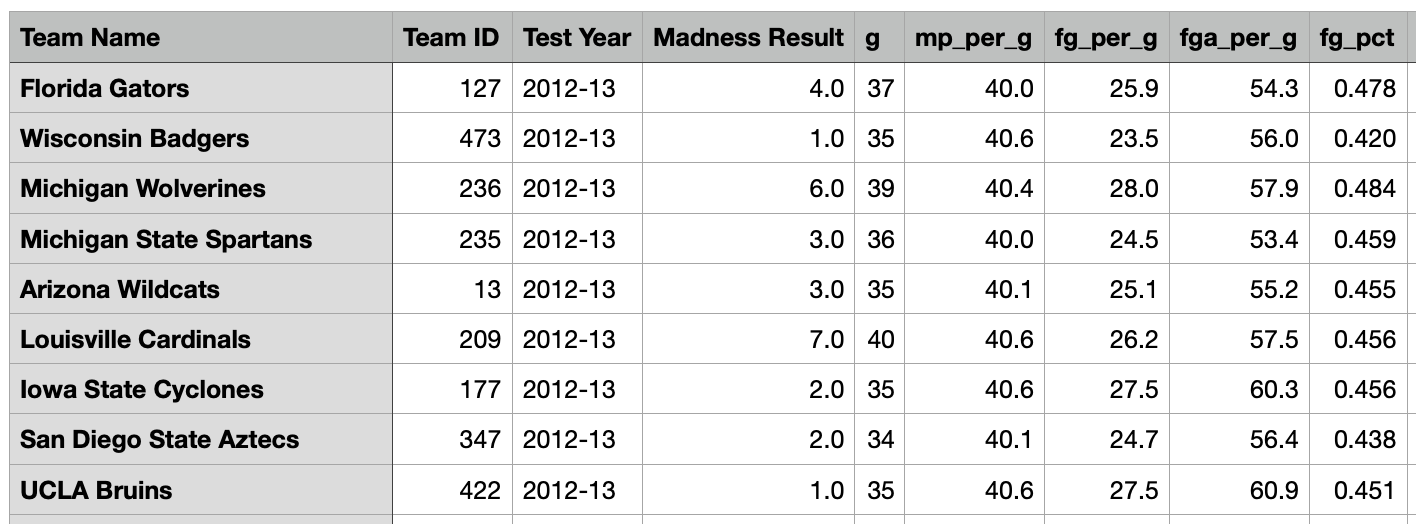 Team Name Team ID Test Year Madness Result g mp_per_g fg_per_g fga_per_g fg_pct
Florida Gators 127 2012-13 4.0 37 40.0 25.9 54.3 0.478
Wisconsin Badgers 473 2012-13 1.0 35 40.6 23.5 56.0 0.420
Michigan Wolverines 236 2012-13 6.0 39 40.4 28.0 57.9 0.484
Michigan State Spartans 235 2012-13 3.0 36 40.0 24.5 53.4 0.459
Arizona Wildcats 13 2012-13 3.0 35 40.1 25.1 55.2 0.455
Louisville Cardinals 209 2012-13 7.0 40 40.6 26.2 57.5 0.456
Iowa State Cyclones 177 2012-13 2.0 35 40.6 27.5 60.3 0.456
San Diego State Aztecs 347 2012-13 2.0 34 40.1 24.7 56.4 0.438
UCLA Bruins 422 2012-13 1.0 35 40.6 27.5 60.9 0.451